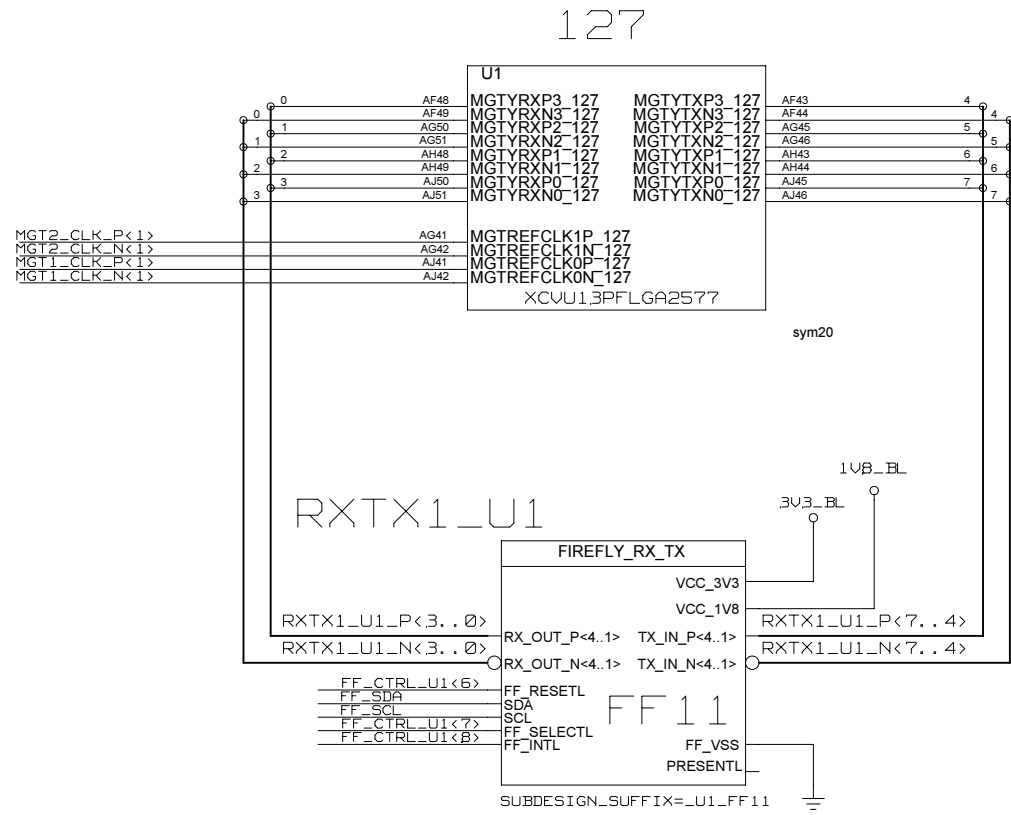 127
U1
0 AF48 MGTYRXP3_127 MGTYTXP3_127 AF43 4
0 AF49 MGTYRXN3_127 MGTYTXN3_127 AF44 4
1 AG50 MGTYRXP2_127 MGTYTXP2_127 AG45 5
1 AG51 MGTYRXN2_127 MGTYTXN2_127 AG46 5
2 AH48 MGTYRXP1_127 MGTYTXP1_127 AH43 6
2 AH49 MGTYRXN1_127 MGTYTXN1_127 AH44 6
3 AJ50 MGTYRXP0_127 MGTYTXP0_127 AJ45 7
3 AJ51 MGTYRXN0_127 MGTYTXN0_127 AJ46 7
MGT2_CLK_P<1> AG41 MGTREFCLK1P_127
MGT2_CLK_N<1> AG42 MGTREFCLK1N_127
MGT1_CLK_P<1> AJ41 MGTREFCLK0P_127
MGT1_CLK_N<1> AJ42 MGTREFCLK0N_127
XCVU13PFLGA2577
sym20
1V8_BL
3V3_BL
RXTX1_U1
FIREFLY_RX_TX
VCC_3V3
VCC_1V8
RXTX1_U1_P<3..0> RX_OUT_P<4..1> TX_IN_P<4..1> RXTX1_U1_P<7..4>
RXTX1_U1_N<3..0> RX_OUT_N<4..1> TX_IN_N<4..1> RXTX1_U1_N<7..4>
FF_CTRL_U1<6> FF_RESETL
FF_SDA SDA
FF_SCL SCL
FF_CTRL_U1<7> FF_SELECTL
FF_CTRL_U1<8> FF_INTL
FF11
FF_VSS
PRESENTL
SUBDESIGN_SUFFIX=_U1_FF11